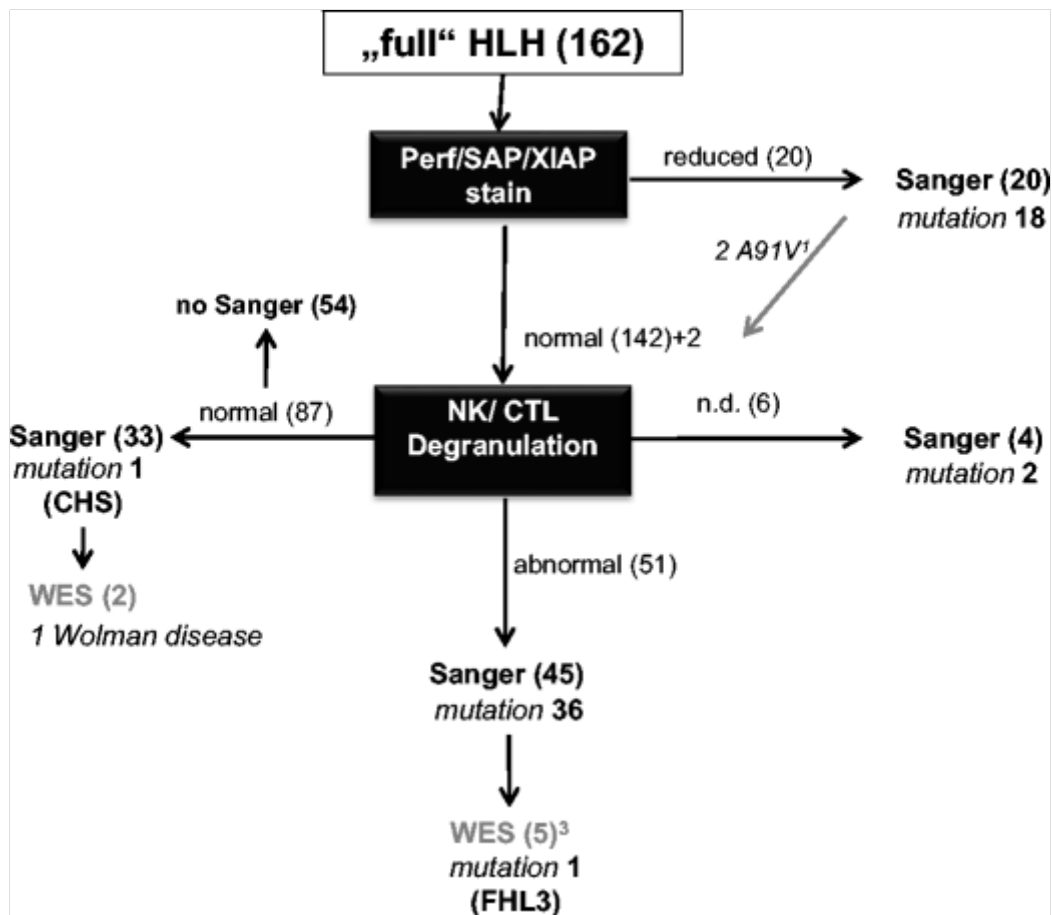 „full“ HLH (162)
Perf/SAP/XIAP
stain
reduced (20)
Sanger (20)
mutation 18
2 A91V¹
normal (142)+2
no Sanger (54)
normal (87)
Sanger (33)
mutation 1
(CHS)
WES (2)
1 Wolman disease
NK/ CTL
Degranulation
n.d. (6)
Sanger (4)
mutation 2
abnormal (51)
Sanger (45)
mutation 36
WES (5)³
mutation 1
(FHL3)